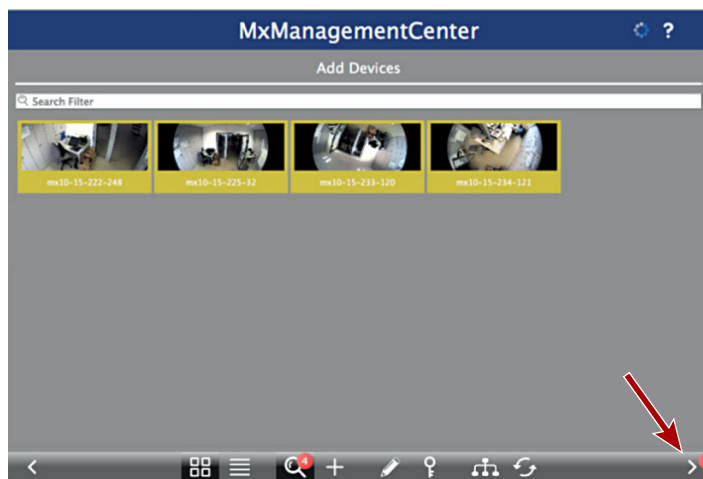 MxManagementCenter
?
Add Devices
Search Filter
mx10-15-222-248
mx10-15-225-32
mx10-15-233-120
mx10-15-234-121
4